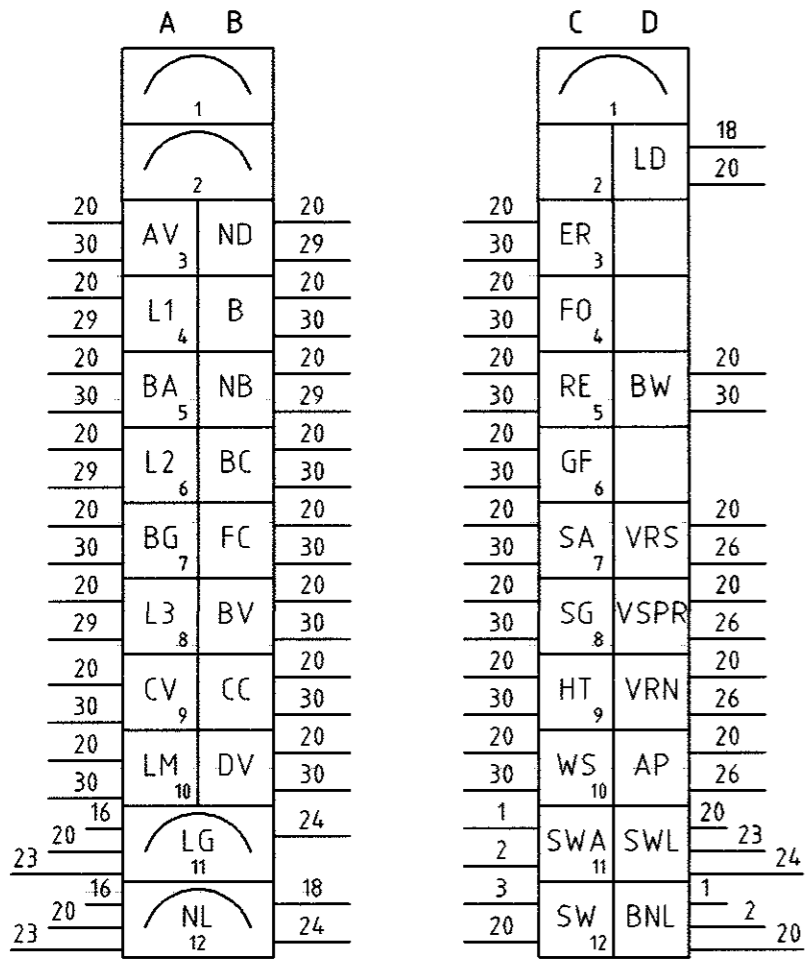 A B C D
1 1
2 2 LD 18
20
20 AV 3 ND 20 20 ER 3
30 29 30
20 L1 4 B 20 20 FO 4
29 30 30
20 BA 5 NB 20 20 RE 5 BW 20
30 29 30 30
20 L2 6 BC 20 20 GF 6
29 30 30
20 BG 7 FC 20 20 SA 7 VRS 20
30 30 30 26
20 L3 8 BV 20 20 SG 8 VSPR 20
29 30 30 26
20 CV 9 CC 20 20 HT 9 VRN 20
30 30 30 26
20 LM 10 DV 20 20 WS 10 AP 20
30 30 30 26
16 LG 11 24 1 SWA 11 SWL 20
20 2 23
23 24
16 NL 12 18 3 SW 12 BNL 1
20 24 20 2
23 20